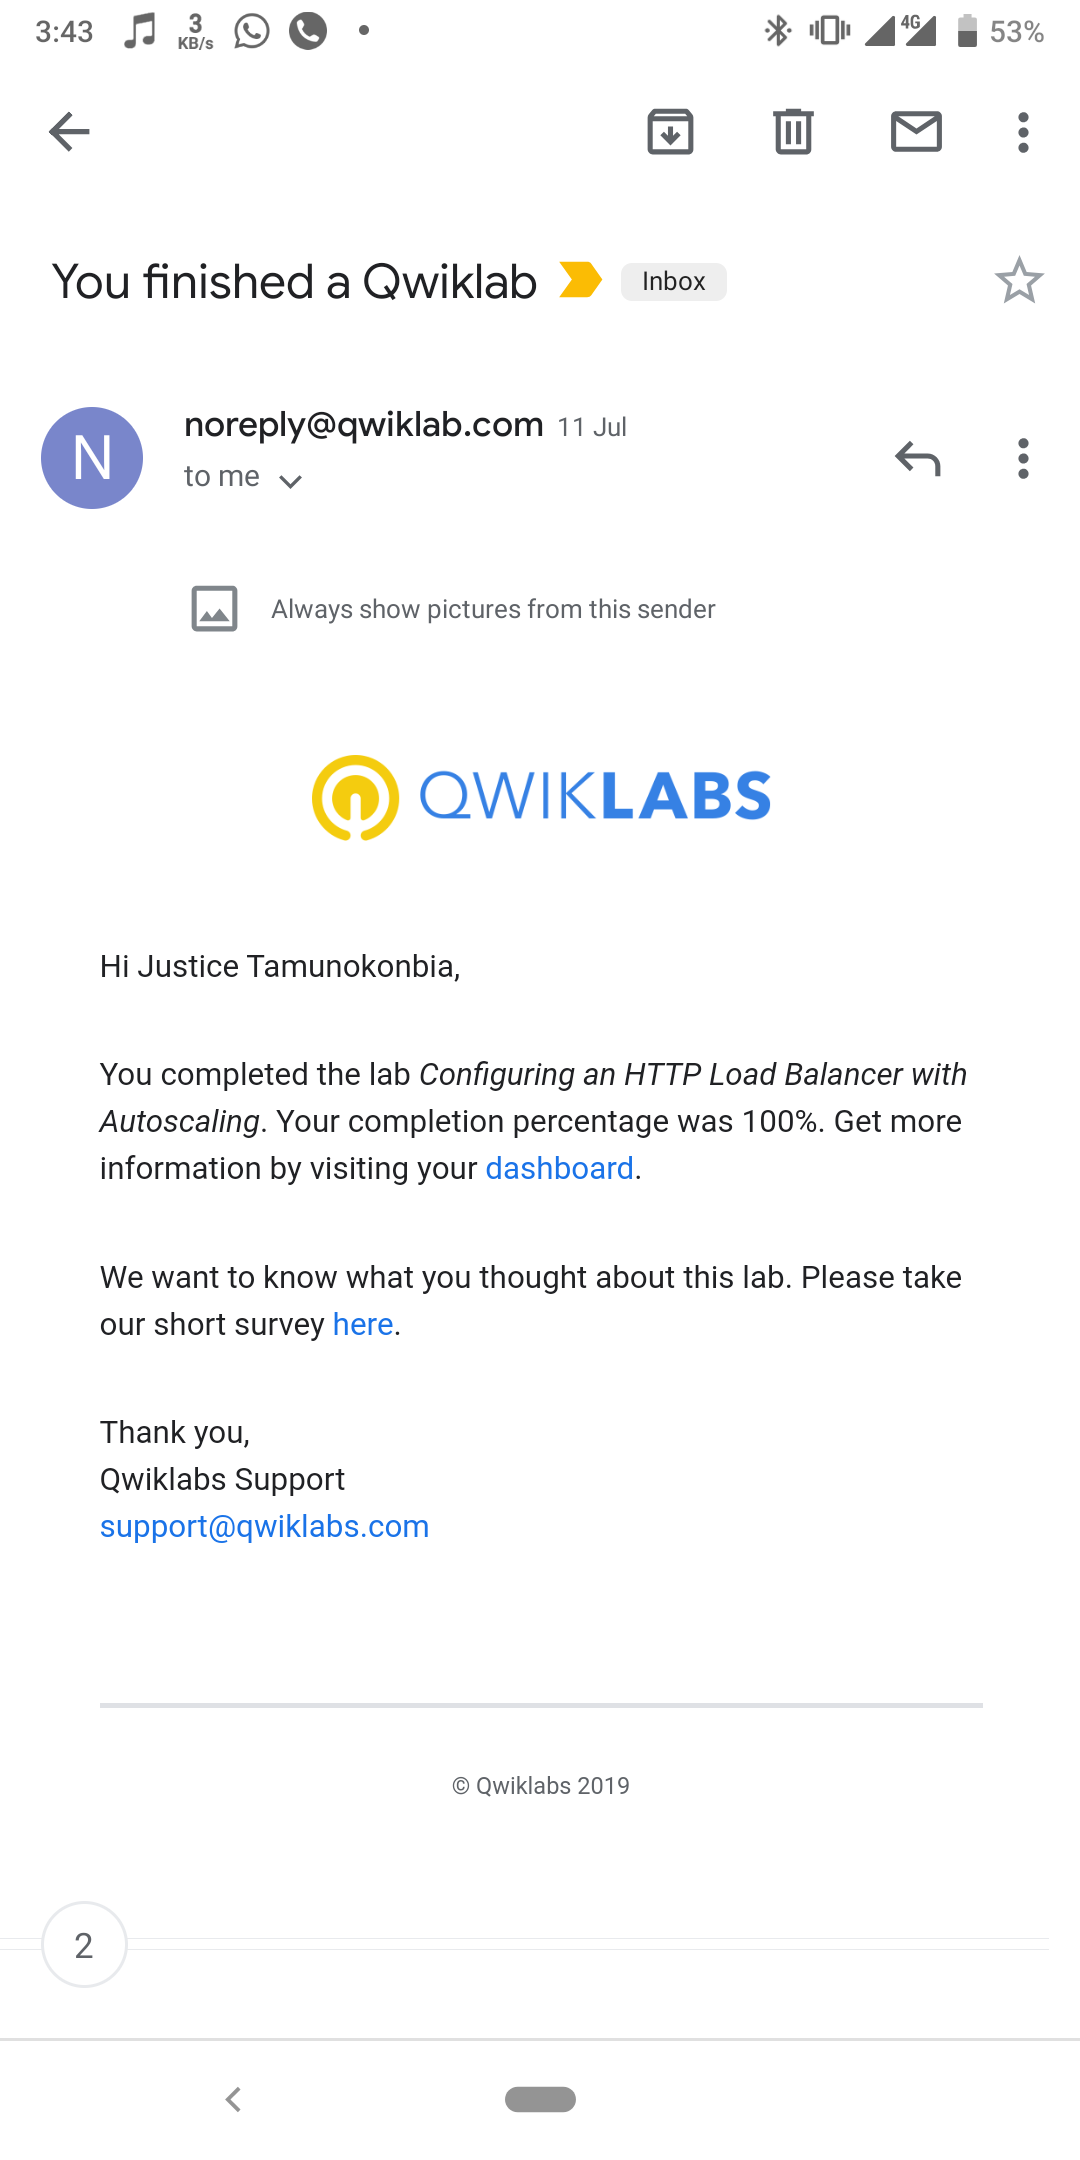 3:43 3 KB/s 4G 53%
You finished a Qwiklab Inbox
N noreply@qwiklab.com 11 Jul
to me
Always show pictures from this sender
QWIKLABS
Hi Justice Tamunokonbia,
You completed the lab Configuring an HTTP Load Balancer with
Autoscaling. Your completion percentage was 100%. Get more
information by visiting your dashboard.
We want to know what you thought about this lab. Please take
our short survey here.
Thank you,
Qwiklabs Support
support@qwiklabs.com
© Qwiklabs 2019
2